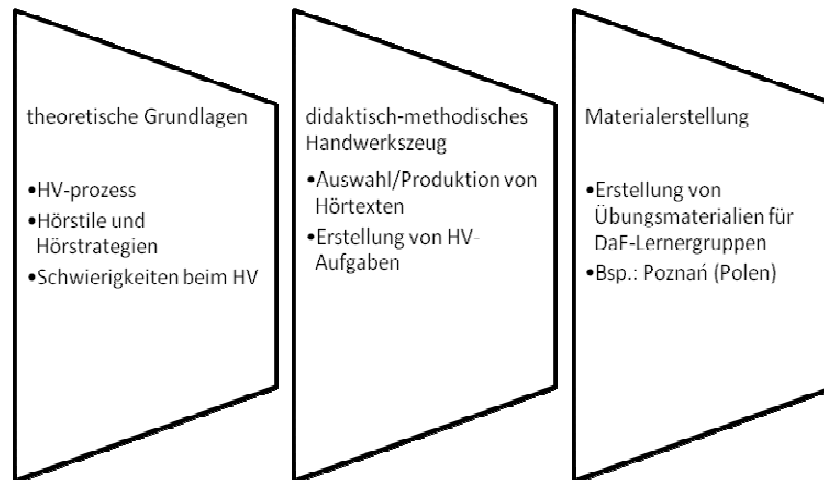 theoretische Grundlagen
•HV-prozess
•Hörstile und
Hörstrategien
•Schwierigkeiten beim HV
didaktisch-methodisches
Handwerkszeug
•Auswahl/Produktion von
Hörtexten
•Erstellung von HV-
Aufgaben
Materialerstellung
•Erstellung von
Übungsmaterialien für
DaF-Lernergruppen
•Bsp.: Poznań (Polen)